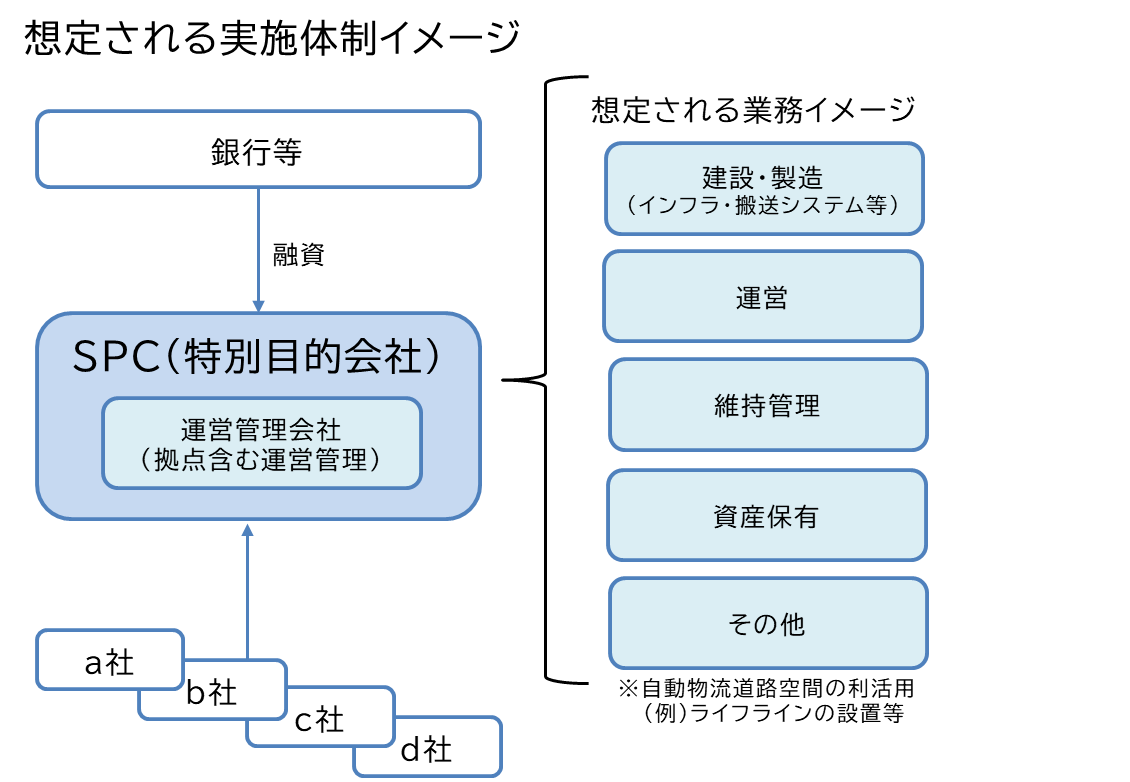 想定される実施体制イメージ
銀行等
融資
SPC(特別目的会社)
運営管理会社
(拠点含む運営管理)
a社
b社
c社
d社
想定される業務イメージ
建設・製造
(インフラ・搬送システム等)
運営
維持管理
資産保有
その他
※自動物流道路空間の利活用
(例)ライフラインの設置等